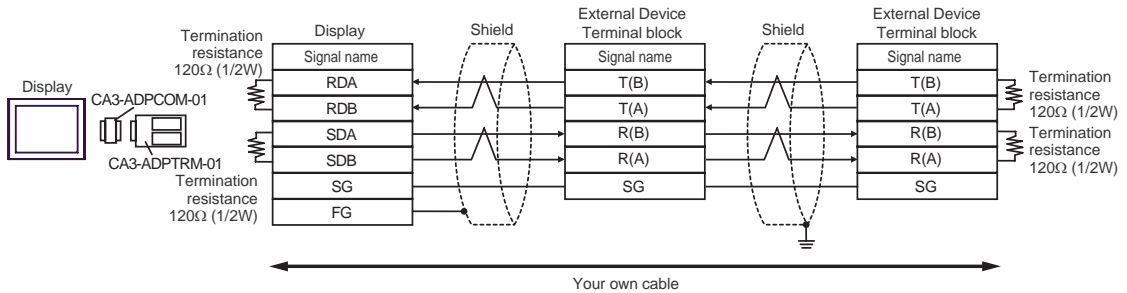 Display
CA3-ADPCOM-01
CA3-ADPTRM-01
Termination
resistance
120Ω (1/2W)
Termination
resistance
120Ω (1/2W)
Display
Signal name
RDA
RDB
SDA
SDB
SG
FG
Shield
External Device
Terminal block
Signal name
T(B)
T(A)
R(B)
R(A)
SG
Shield
External Device
Terminal block
Signal name
T(B)
T(A)
R(B)
R(A)
SG
Termination
resistance
120Ω (1/2W)
Termination
resistance
120Ω (1/2W)
Your own cable